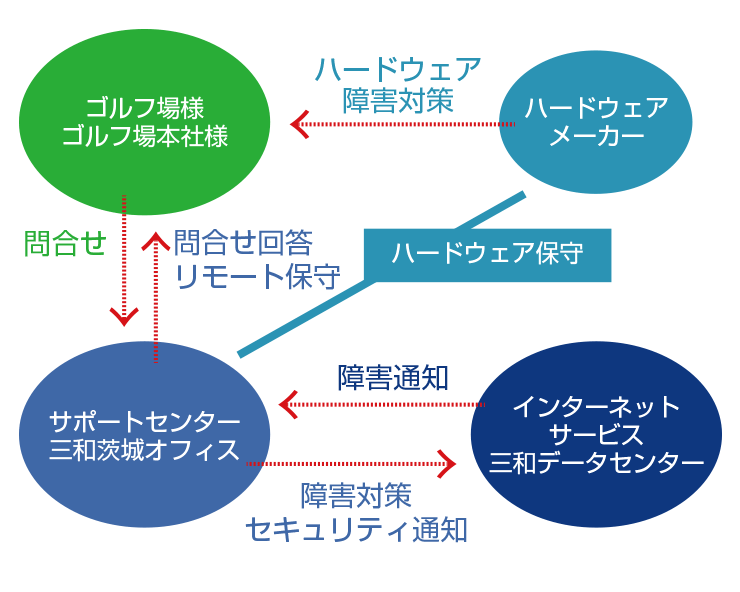 ゴルフ場様
ゴルフ場本社様
ハードウェア
障害対策
ハードウェア
メーカー
問合せ
問合せ回答
リモート保守
ハードウェア保守
サポートセンター
三和茨城オフィス
障害通知
インターネット
サービス
三和データセンター
障害対策
セキュリティ通知